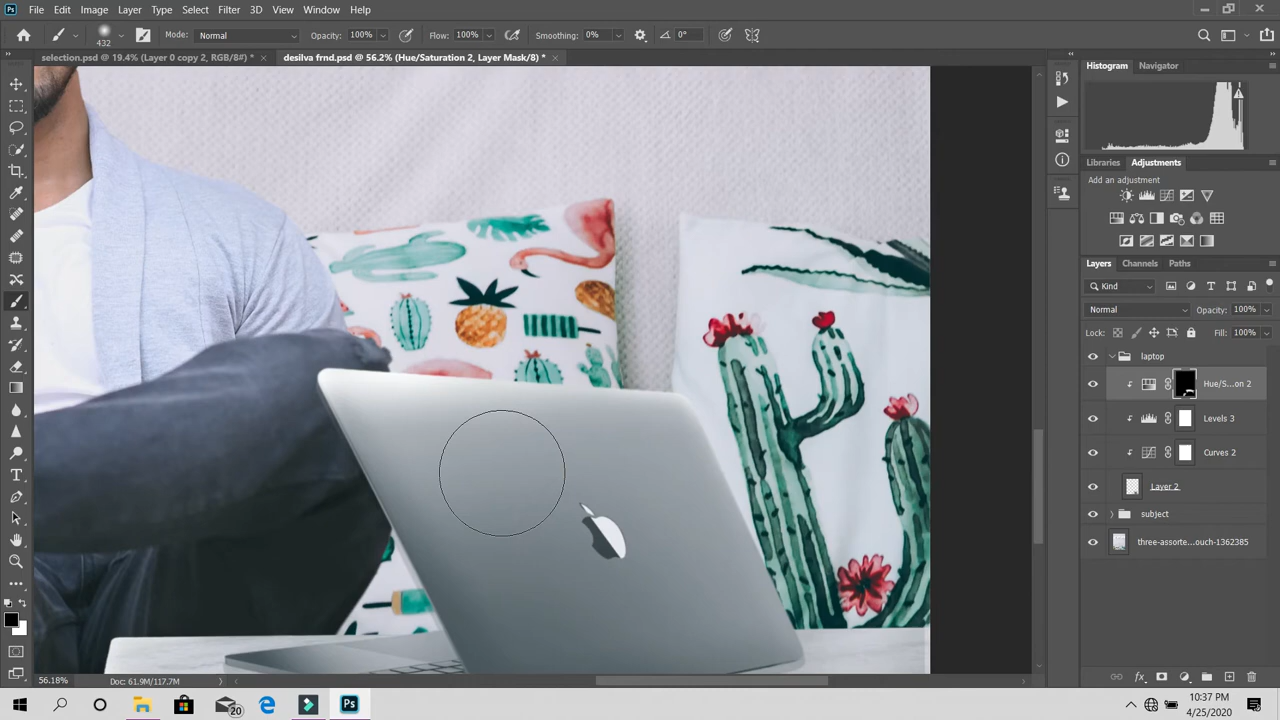 Ps File Edit Image Layer Type Select Filter 3D View Window Help
432 Mode: Normal Opacity: 100% Flow: 100% Smoothing: 0% 0°
selection.psd @ 19.4% (Layer 0 copy 2, RGB/8#) * × desilva frnd.psd @ 56.2% (Hue/Saturation 2, Layer Mask/8) * ×
Histogram Navigator
Libraries Adjustments
Add an adjustment
Layers Channels Paths
Kind
Normal Opacity: 100%
Lock: Fill: 100%
laptop
Hue/S...on 2
Levels 3
Curves 2
Layer 2
subject
three-assorte...ouch-1362385
56.18% Doc: 61.9M/117.7M
20 Ps
10:37 PM
4/25/2020